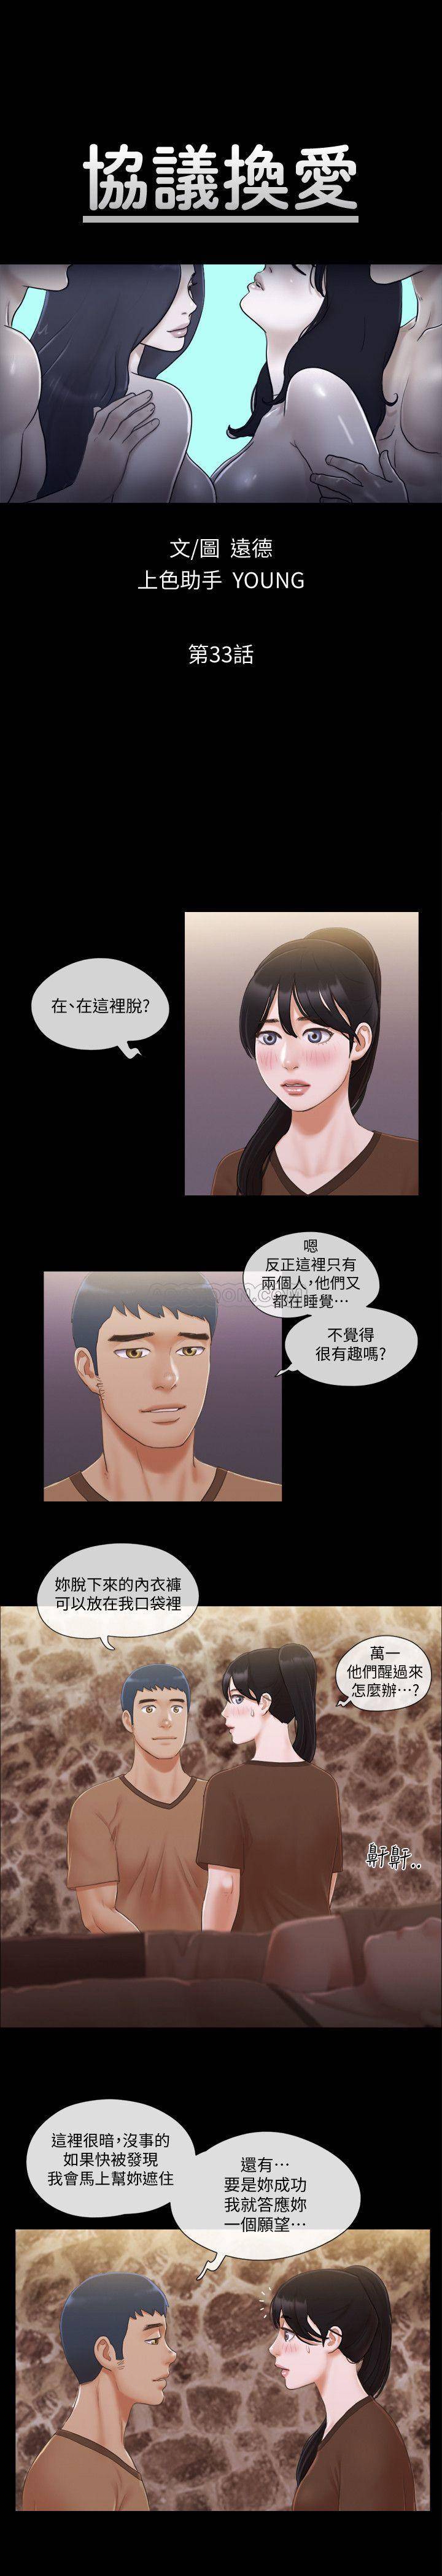 協議換愛
文/圖 遠德
上色助手 YOUNG
第33話
在、在這裡脫?
嗯
反正這裡只有
兩個人，他們又
都在睡覺…
不覺得
很有趣嗎?
妳脫下來的內衣褲
可以放在我口袋裡
萬一
他們醒過來
怎麼辦…?
鼾鼾..
這裡很暗，沒事的
如果快被發現
我會馬上幫妳遮住
還有…
要是妳成功
我就答應妳
一個願望…